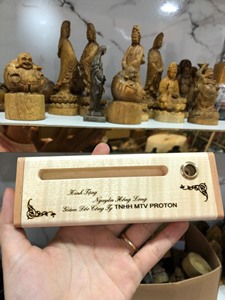 Kính Tặng
Nguyễn Hồng Long
Giám Đốc Công Ty TNHH MTV PROTON